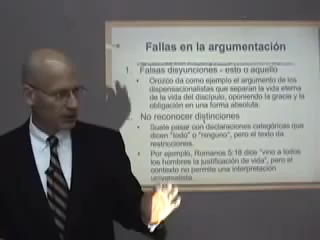 Fallas en la argumentación
1. Falsas disyunciones - esto o aquello
• Orozco da como ejemplo el argumento de los
dispensacionalistas que separan la vida eterna
de la vida del discípulo, oponiendo la gracia y la
obligación en una forma absoluta.
No reconocer distinciones
• Suele pasar con declaraciones categóricas que
dicen "todo" o "ninguno", pero el texto da
restricciones.
• Por ejemplo, Romanos 5:18 dice "vino a todos
los hombres la justificación de vida", pero el
contexto no permite una interpretación
universalista.